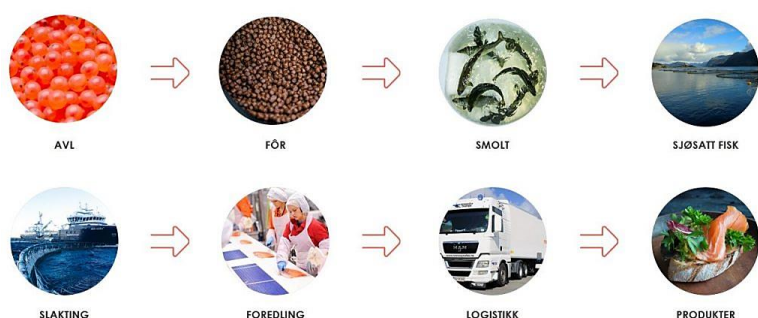 AVL
FÔR
SMOLT
SJØSATT FISK
SLAKTING
FOREDLING
LOGISTIKK
PRODUKTER